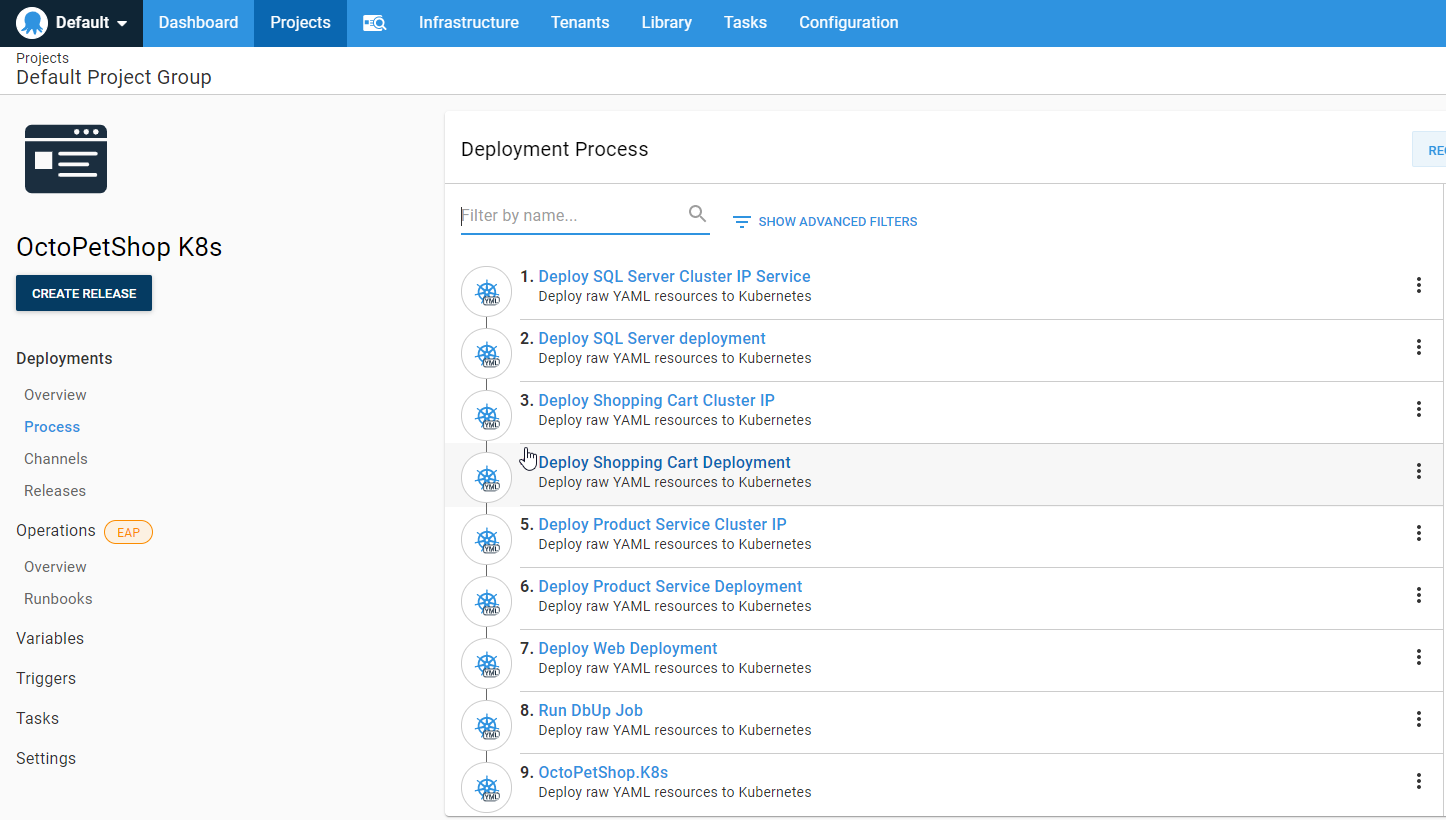 Default
Dashboard
Projects
Infrastructure
Tenants
Library
Tasks
Configuration
Projects
Default Project Group
OctoPetShop K8s
CREATE RELEASE
Deployments
Overview
Process
Channels
Releases
Operations EAP
Overview
Runbooks
Variables
Triggers
Tasks
Settings
Deployment Process
Filter by name...
SHOW ADVANCED FILTERS
1. Deploy SQL Server Cluster IP Service
Deploy raw YAML resources to Kubernetes
2. Deploy SQL Server deployment
Deploy raw YAML resources to Kubernetes
3. Deploy Shopping Cart Cluster IP
Deploy raw YAML resources to Kubernetes
Deploy Shopping Cart Deployment
Deploy raw YAML resources to Kubernetes
5. Deploy Product Service Cluster IP
Deploy raw YAML resources to Kubernetes
6. Deploy Product Service Deployment
Deploy raw YAML resources to Kubernetes
7. Deploy Web Deployment
Deploy raw YAML resources to Kubernetes
8. Run DbUp Job
Deploy raw YAML resources to Kubernetes
9. OctoPetShop.K8s
Deploy raw YAML resources to Kubernetes